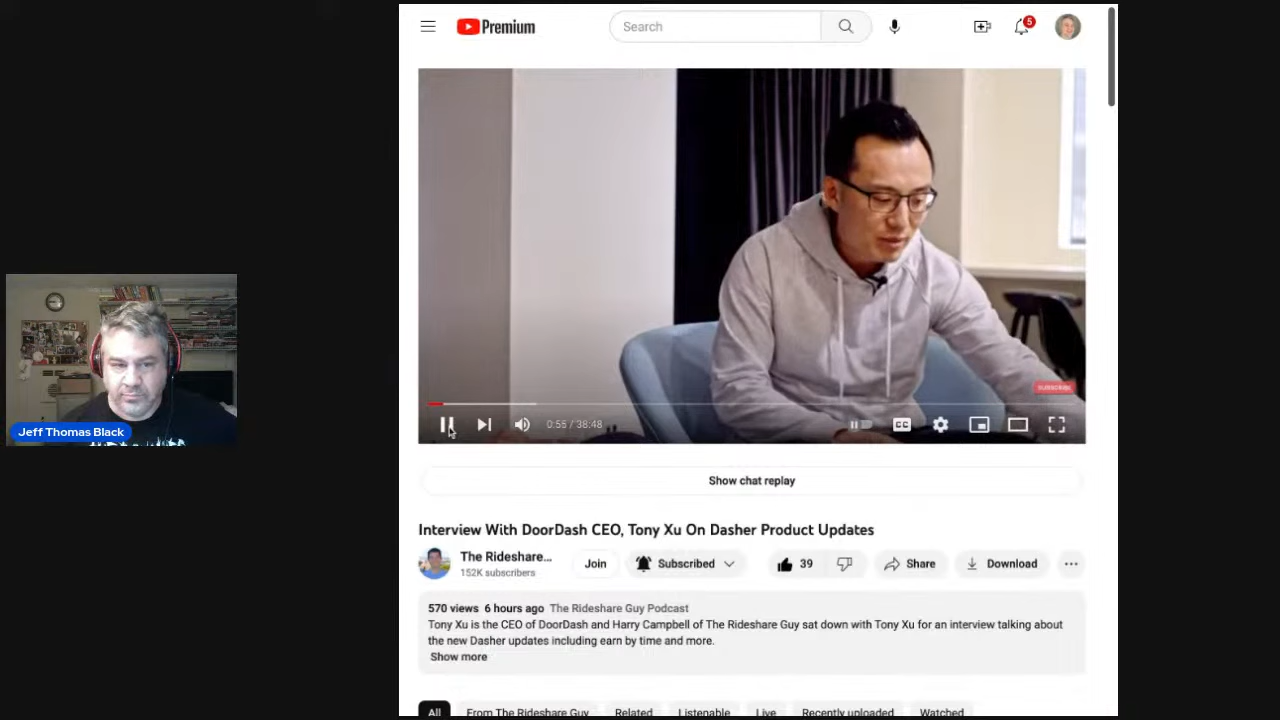 Premium
Search
5
SUBSCRIBE
0:55 / 38:48
CC
Jeff Thomas Black
Show chat replay
Interview With DoorDash CEO, Tony Xu On Dasher Product Updates
The Rideshare...
152K subscribers
Join
Subscribed
39
Share
Download
570 views 6 hours ago The Rideshare Guy Podcast
Tony Xu is the CEO of DoorDash and Harry Campbell of The Rideshare Guy sat down with Tony Xu for an interview talking about
the new Dasher updates including earn by time and more.
Show more
All From The Rideshare Guy Related Listenable Live Recently uploaded Watched